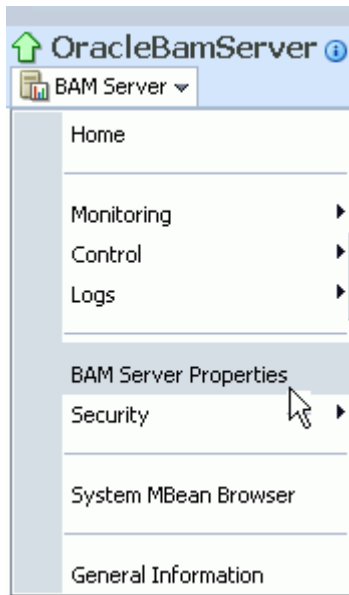 OracleBamServer
BAM Server
Home
Monitoring
Control
Logs
BAM Server Properties
Security
System MBean Browser
General Information